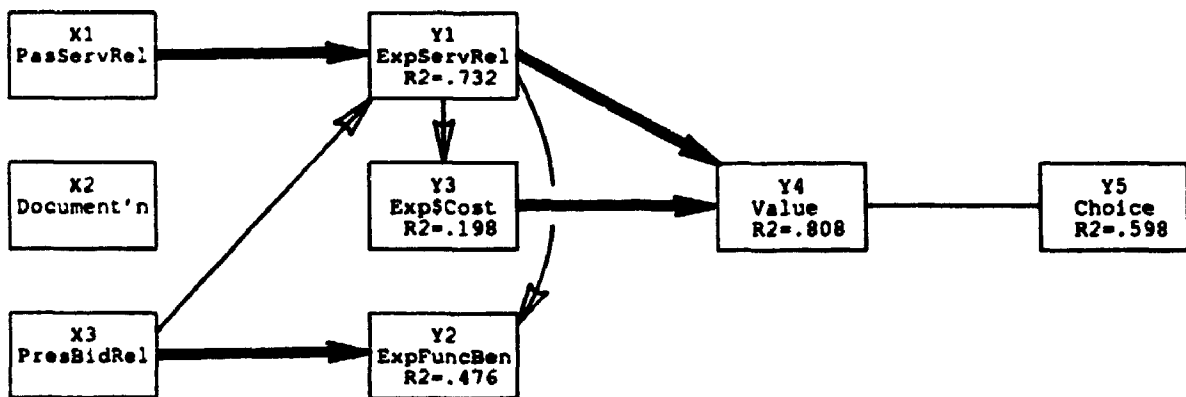 X1
PasServRel
Y1
ExpServRel
R2=.732
X2
Document'n
Y3
Exp$Cost
R2=.198
Y4
Value
R2=.808
Y5
Choice
R2=.598
X3
PresBidRel
Y2
ExpFuncBen
R2=.476